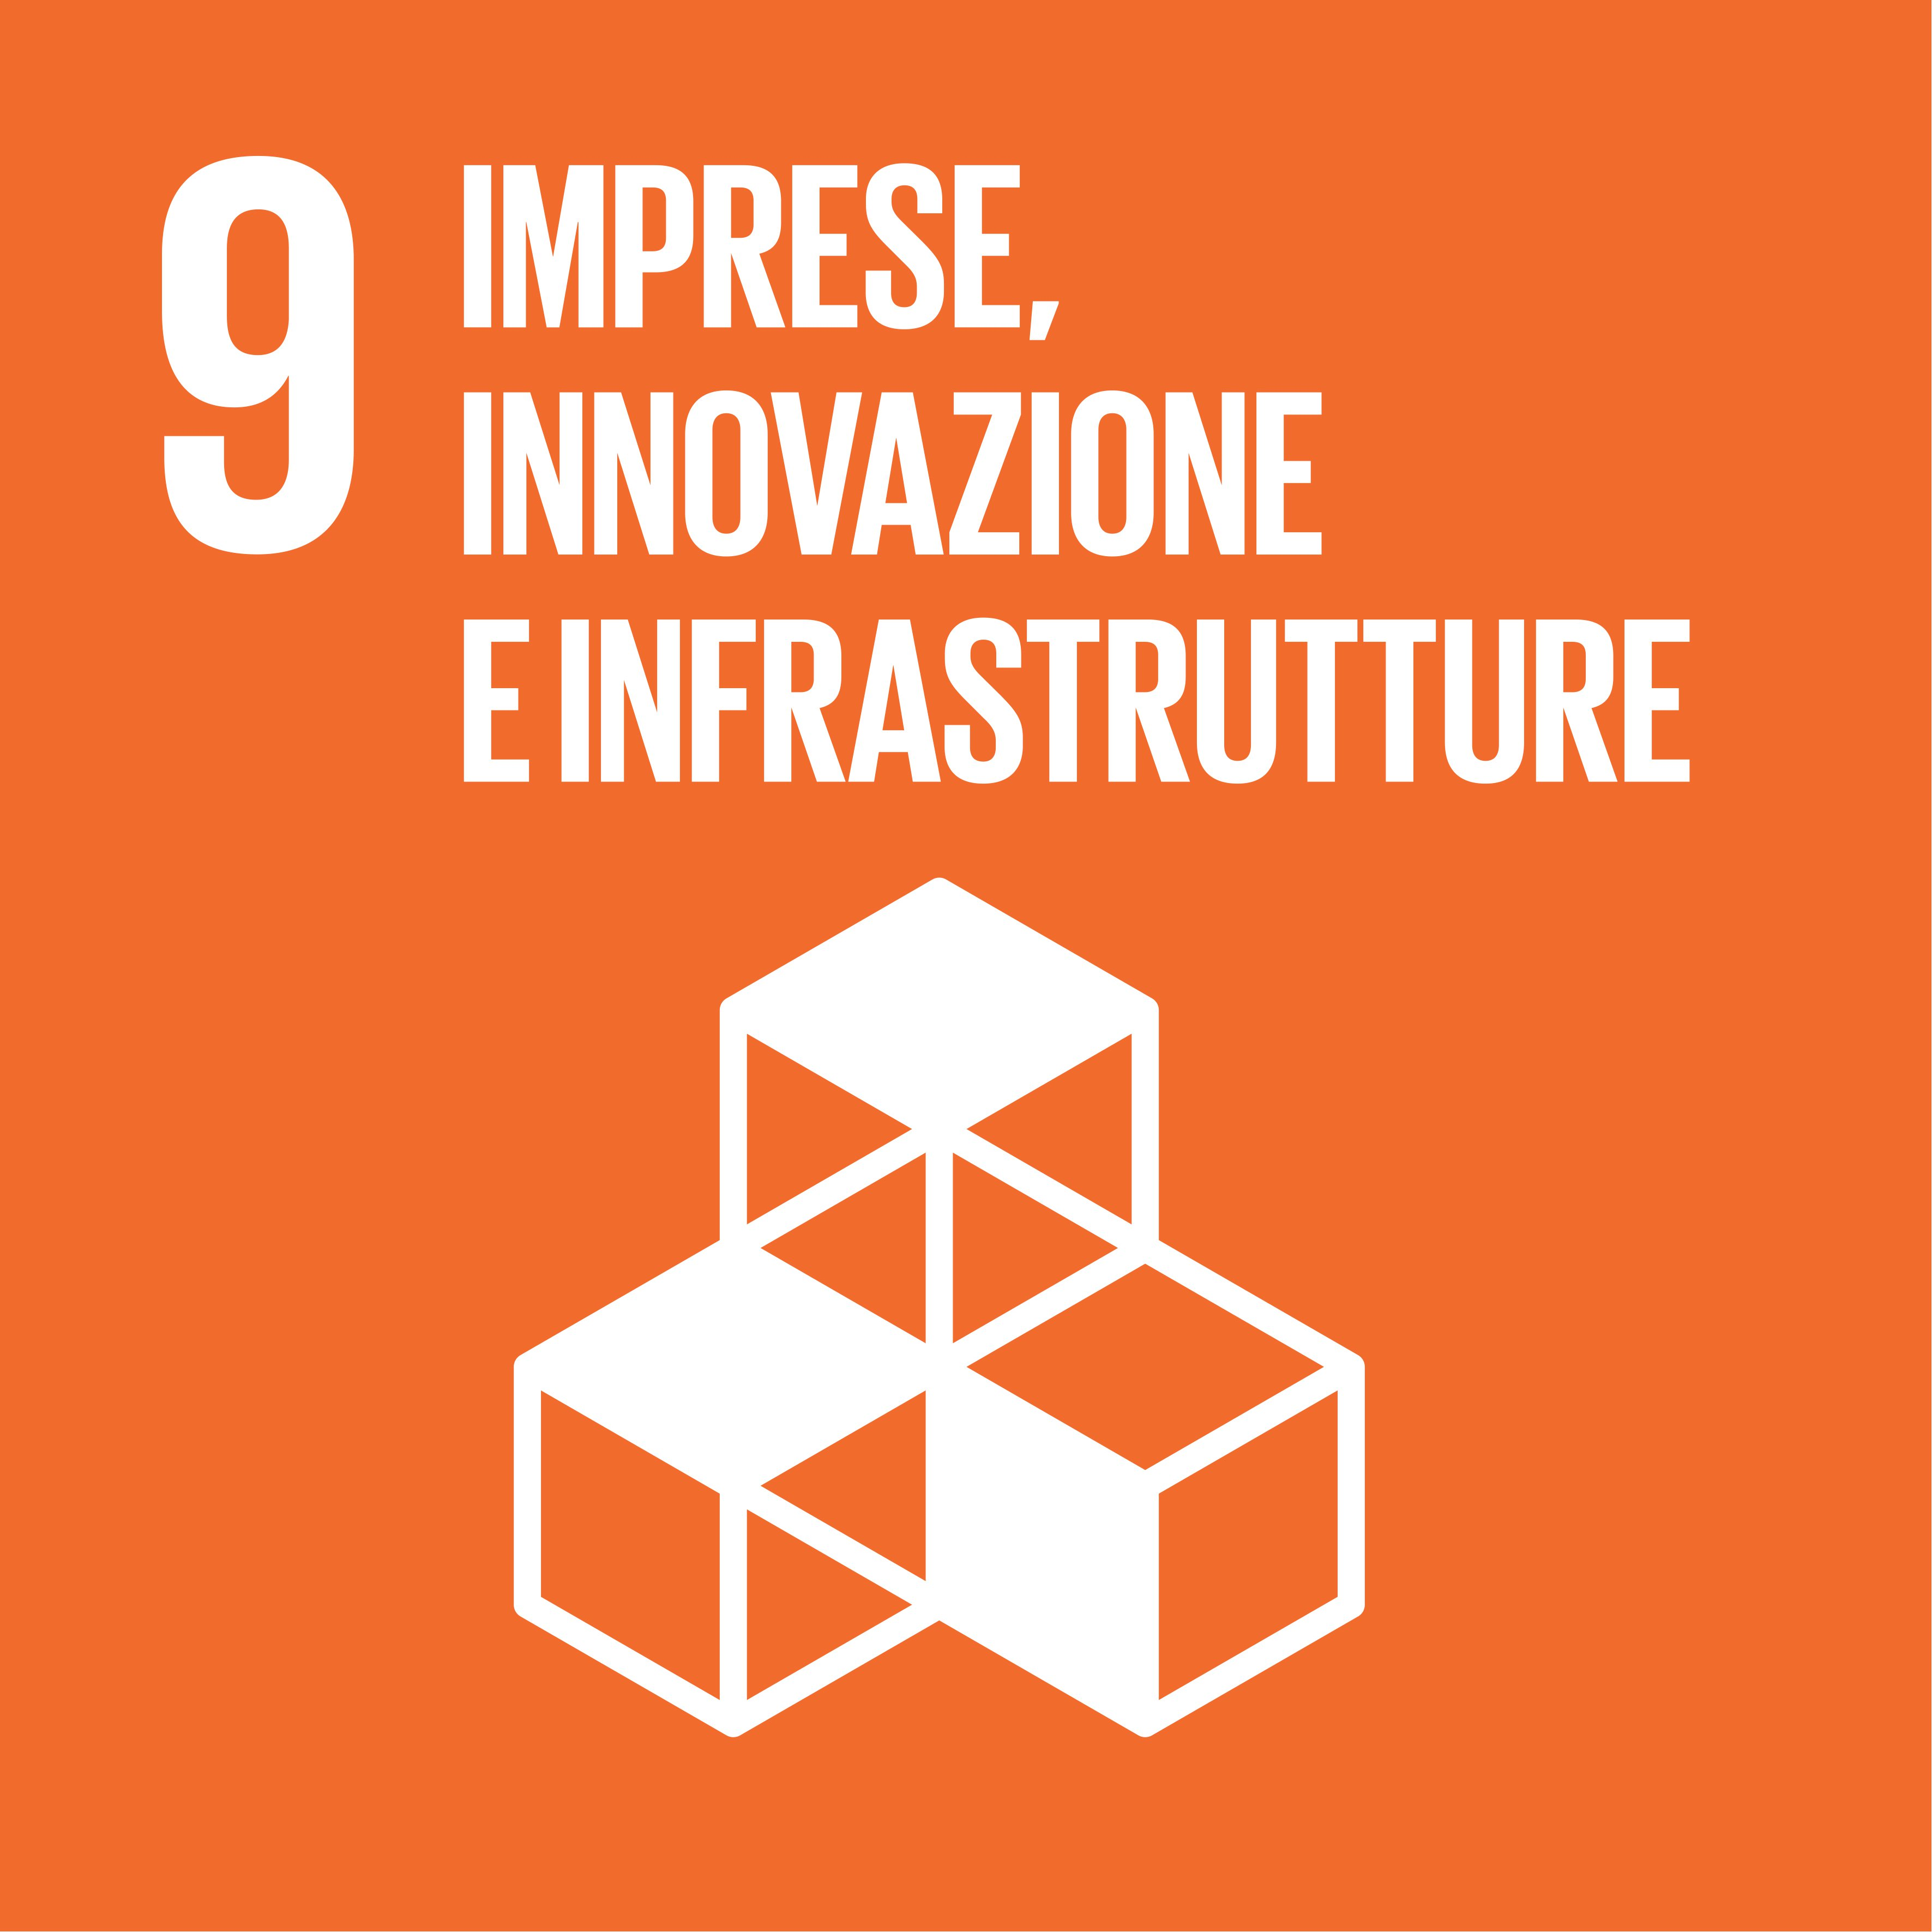 9
IMPRESE,
INNOVAZIONE
E INFRASTRUTTURE